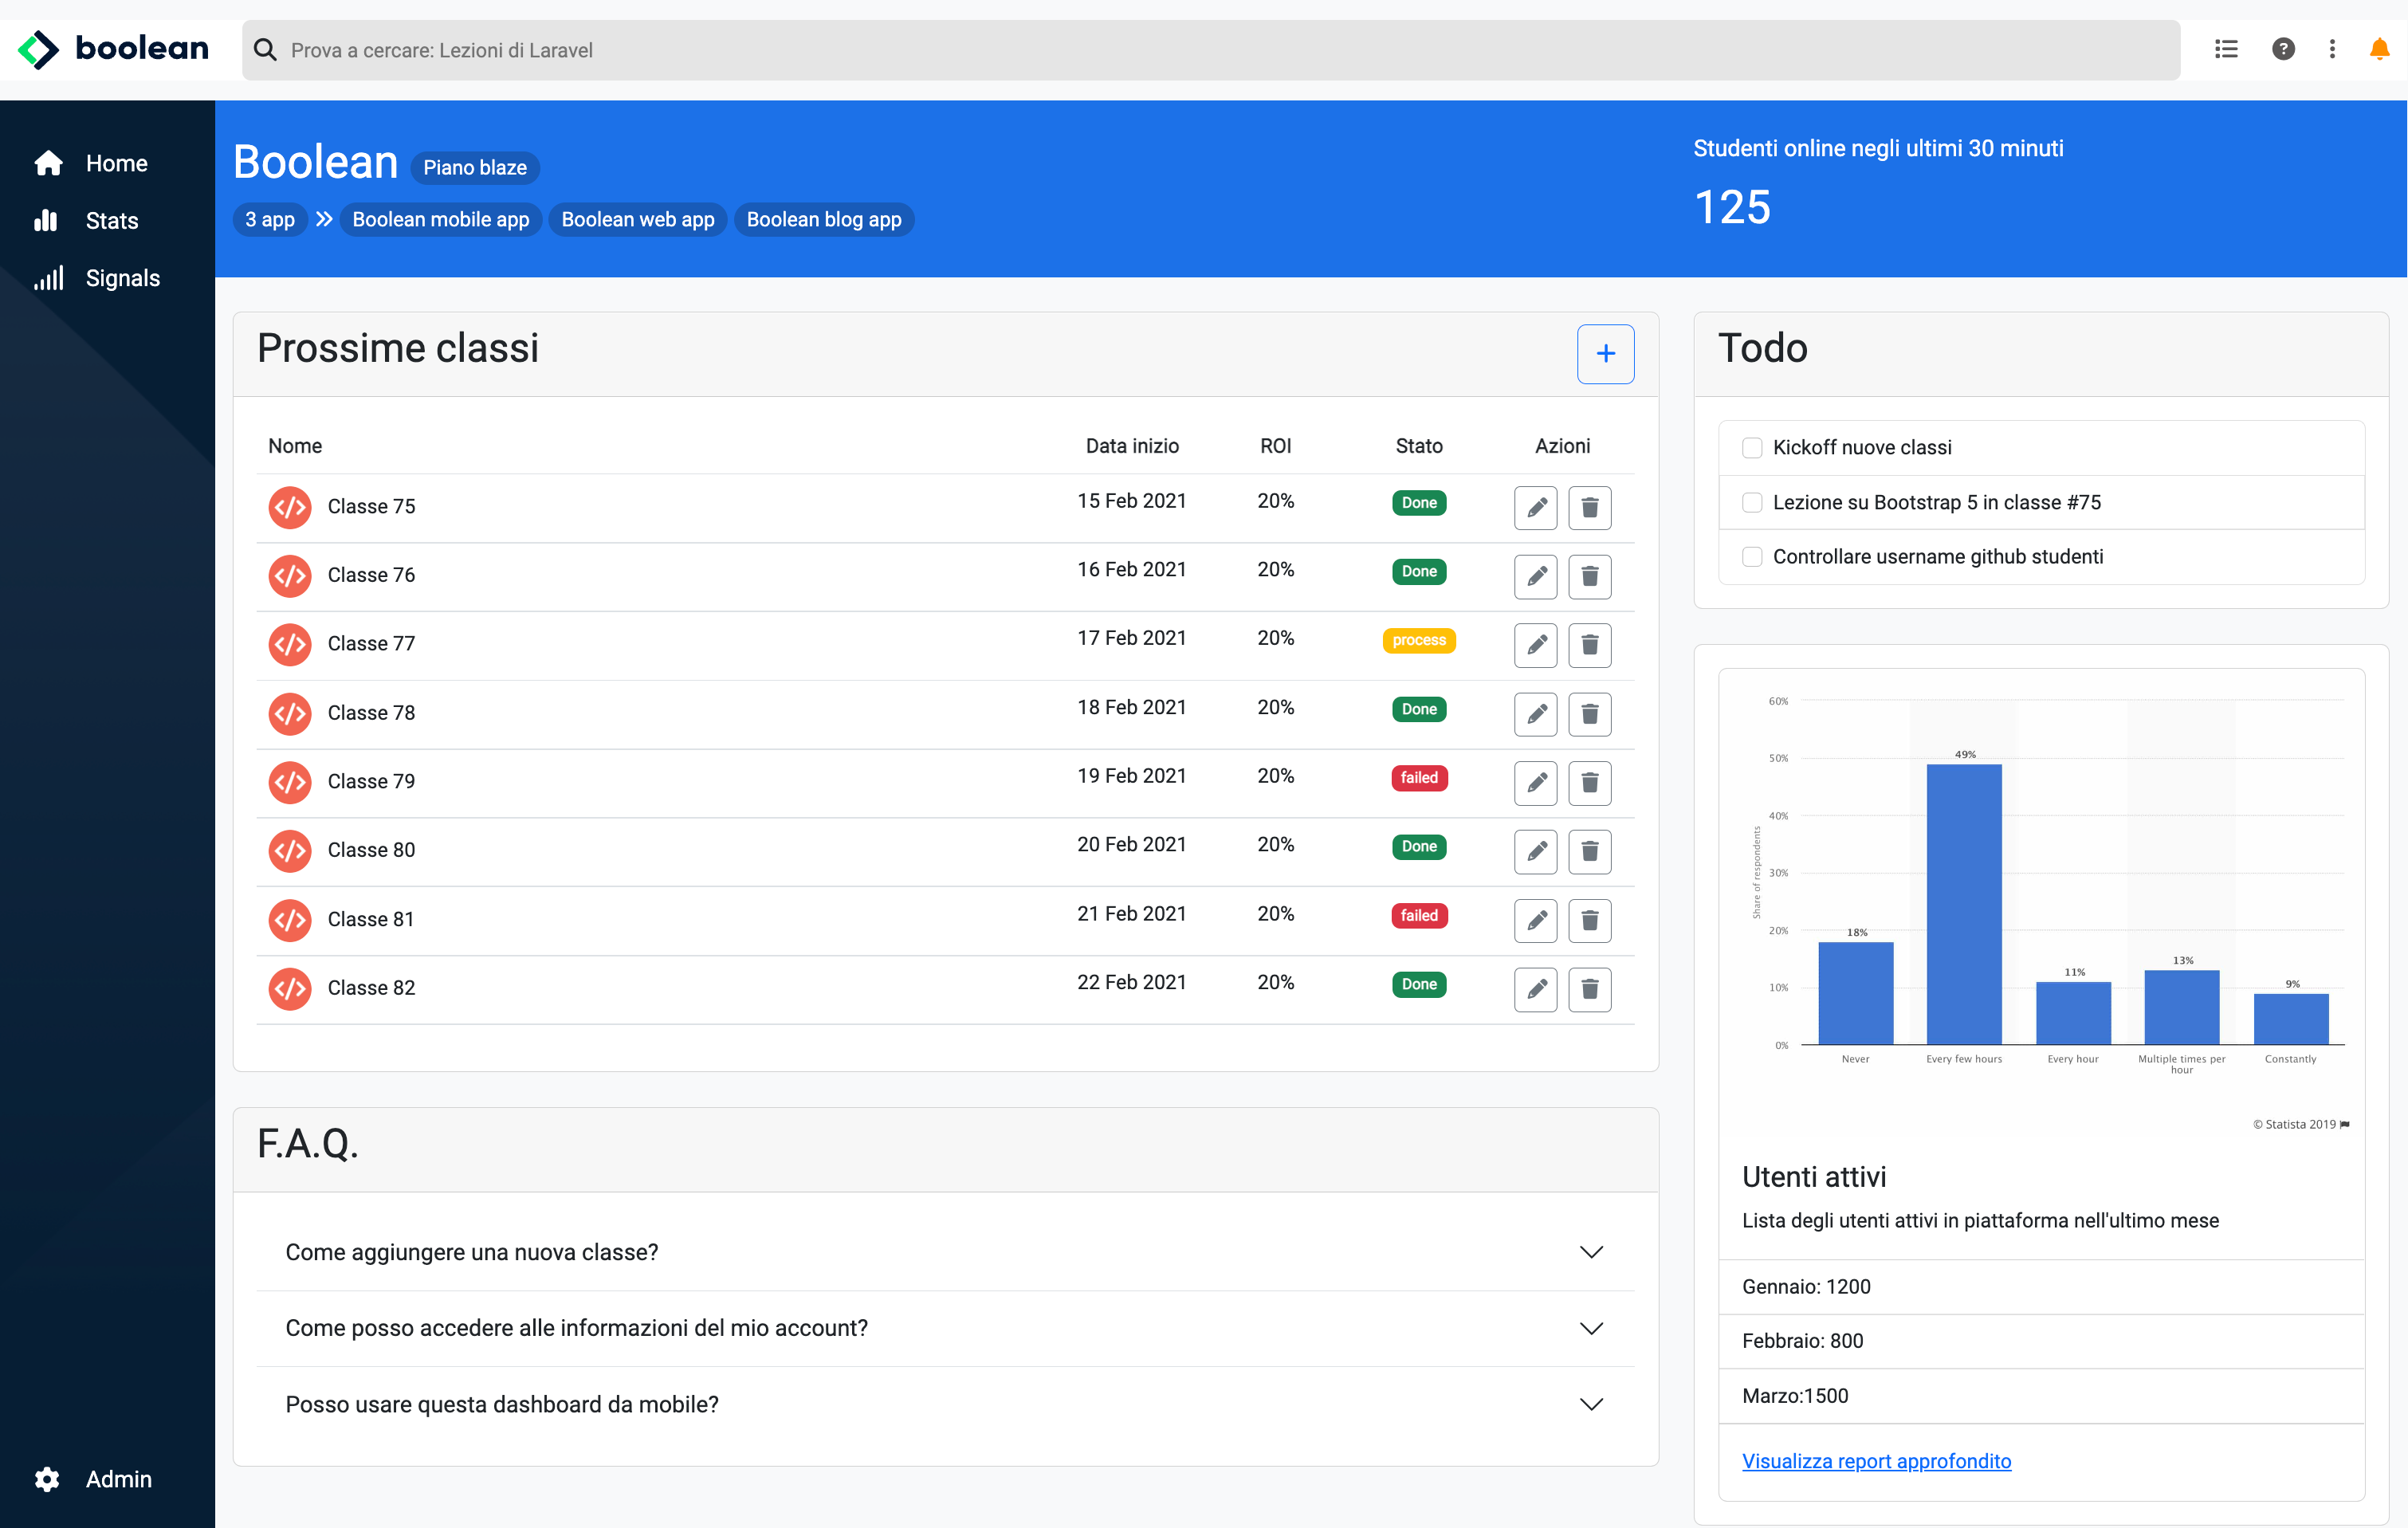 boolean
Prova a cercare: Lezioni di Laravel
Home
Stats
Signals
Admin
Boolean Piano blaze
3 app Boolean mobile app Boolean web app Boolean blog app
Studenti online negli ultimi 30 minuti
125
Prossime classi
+
Nome Data inizio ROI Stato Azioni
Classe 75 15 Feb 2021 20% Done
Classe 76 16 Feb 2021 20% Done
Classe 77 17 Feb 2021 20% process
Classe 78 18 Feb 2021 20% Done
Classe 79 19 Feb 2021 20% failed
Classe 80 20 Feb 2021 20% Done
Classe 81 21 Feb 2021 20% failed
Classe 82 22 Feb 2021 20% Done
F.A.Q.
Come aggiungere una nuova classe?
Come posso accedere alle informazioni del mio account?
Posso usare questa dashboard da mobile?
Todo
Kickoff nuove classi
Lezione su Bootstrap 5 in classe #75
Controllare username github studenti
Share of respondents
60%
50%
40%
30%
20%
10%
0%
18%
49%
11%
13%
9%
Never
Every few hours
Every hour
Multiple times per
hour
Constantly
© Statista 2019
Utenti attivi
Lista degli utenti attivi in piattaforma nell'ultimo mese
Gennaio: 1200
Febbraio: 800
Marzo:1500
Visualizza report approfondito